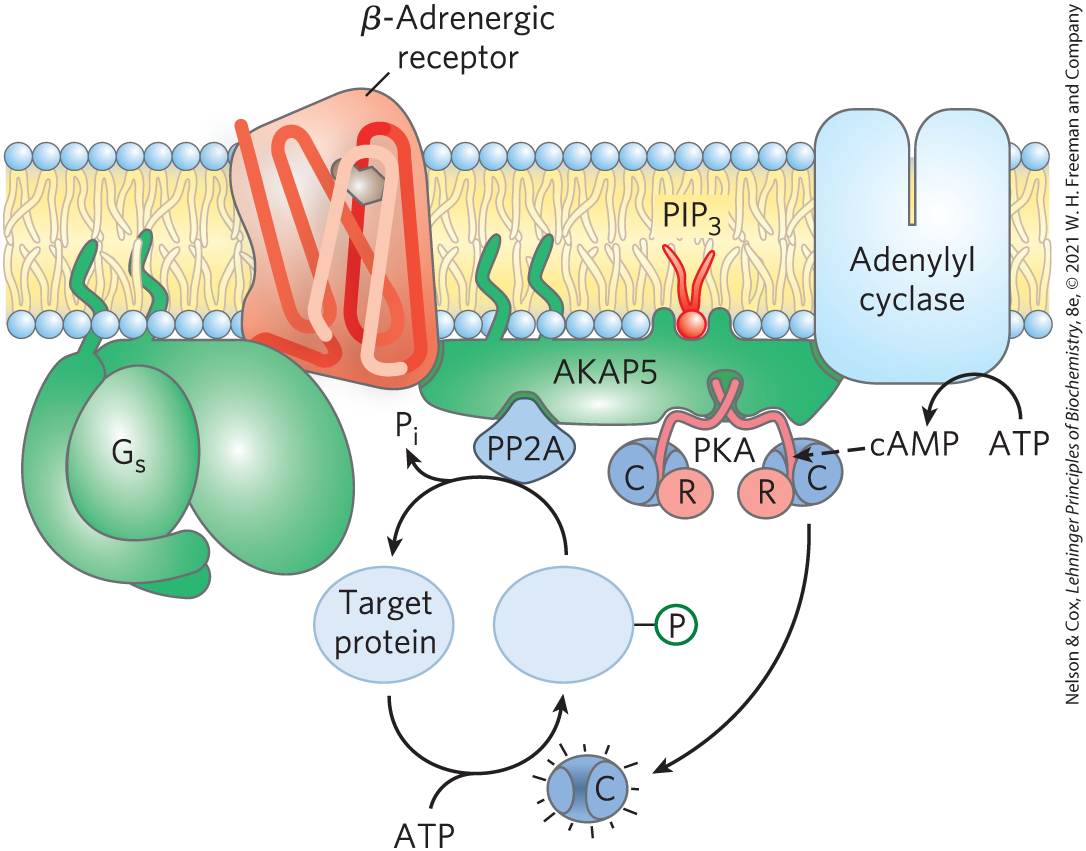 β-Adrenergic
receptor
PIP₃
Adenylyl
cyclase
AKAP5
Gₛ
Pᵢ
PP2A
C
R
PKA
R
C
cAMP
ATP
Target
protein
P
C
ATP
Nelson & Cox, Lehninger Principles of Biochemistry, 8e, © 2021 W. H. Freeman and Company